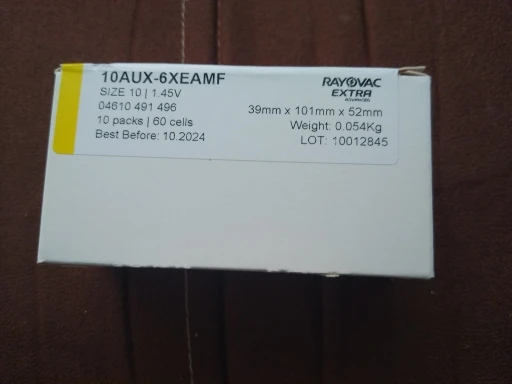 10AUX-6XEAMF
SIZE 10 | 1.45V
04610 491 496
10 packs | 60 cells
Best Before: 10.2024
RAYOVAC
EXTRA
ADVANCED
39mm x 101mm x 52mm
Weight: 0.054Kg
LOT: 10012845